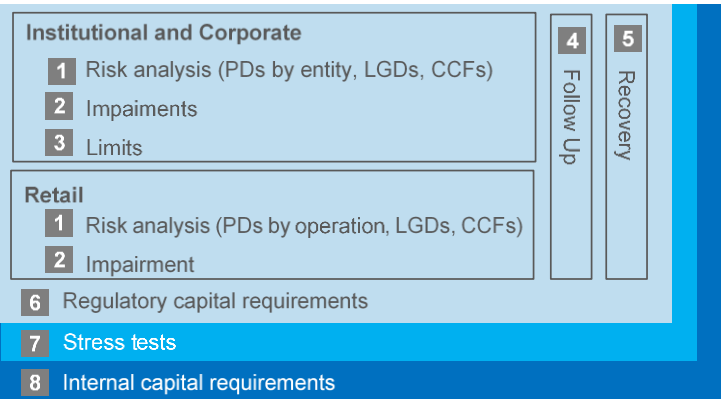 Institutional and Corporate
1 Risk analysis (PDs by entity, LGDs, CCFs)
2 Impaiments
3 Limits
Retail
1 Risk analysis (PDs by operation, LGDs, CCFs)
2 Impairment
4 Follow Up
5 Recovery
6 Regulatory capital requirements
7 Stress tests
8 Internal capital requirements